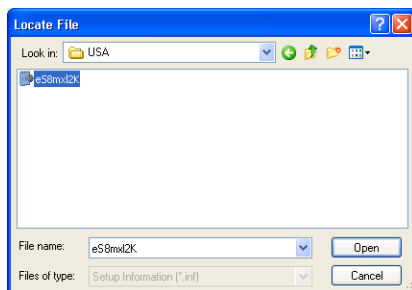 Locate File
Look in: USA
eS8mxl2K
File name: eS8mxl2K Open
Files of type: Setup Information (*.inf) Cancel